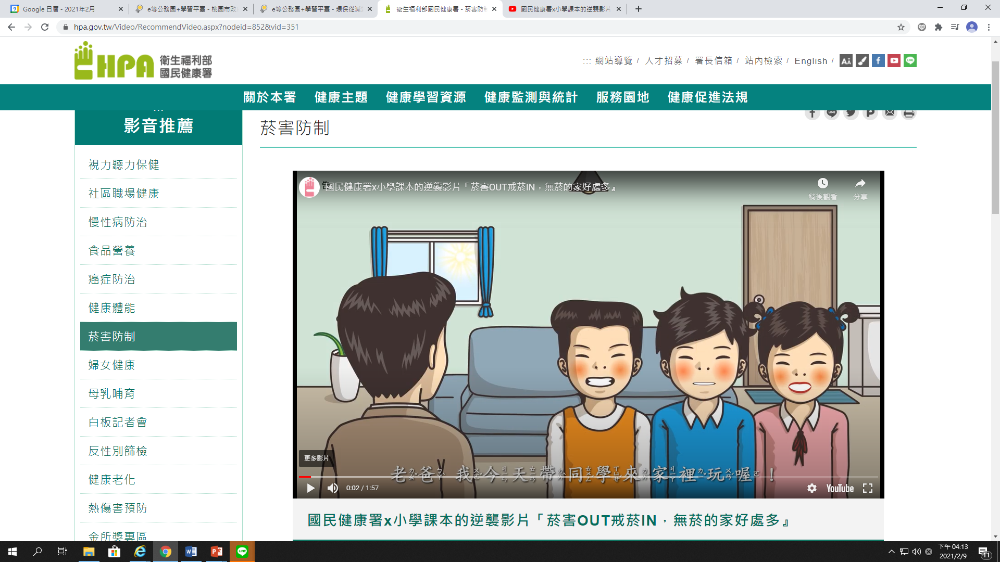 Google 日曆 - 2021年2月
e等公務園+學習平臺 - 桃園市政
e等公務園+學習平臺 - 環保從減
衛生福利部國民健康署 - 菸害防制
國民健康署x小學課本的逆襲影片
hpa.gov.tw/Video/RecommendVideo.aspx?nodeid=852&vid=351
HPA 衛生福利部
國民健康署
::: 網站導覽 / 人才招募 / 署長信箱 / 站內檢索 / English /
關於本署 健康主題 健康學習資源 健康監測與統計 服務園地 健康促進法規
影音推薦
視力聽力保健
社區職場健康
慢性病防治
食品營養
癌症防治
健康體能
菸害防制
婦女健康
母乳哺育
白板記者會
反性別篩檢
健康老化
熱傷害預防
金所獎專區
菸害防制
國民健康署x小學課本的逆襲影片「菸害OUT戒菸IN，無菸的家好處多』
稍後觀看 分享
更多影片
老爸 我今天帶同學來家裡玩喔！
0:02 / 1:57
YouTube
國民健康署x小學課本的逆襲影片「菸害OUT戒菸IN，無菸的家好處多』
下午 04:13
2021/2/9
11